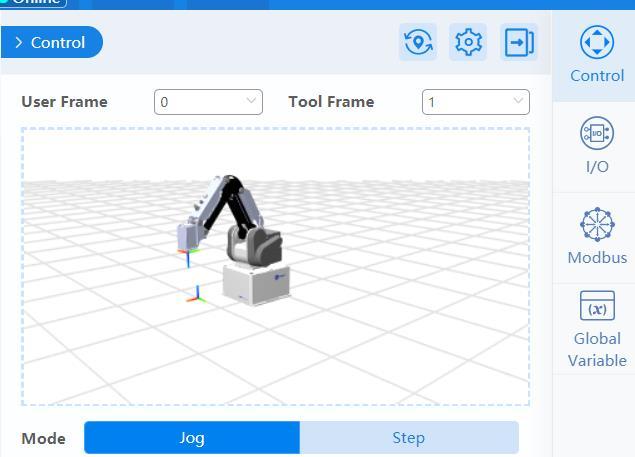 Online
Control
User Frame 0 Tool Frame 1
Control
I/O
I/O
Modbus
(x)
Global
Variable
Mode Jog Step